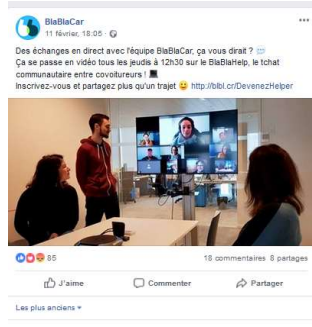 BlaBlaCar
11 février, 18:05 ·
Des échanges en direct avec l'équipe BlaBlaCar, ça vous dirait ?
Ça se passe en vidéo tous les jeudis à 12h30 sur le BlaBlaHelp, le tchat
communautaire entre covoitureurs !
Inscrivez-vous et partagez plus qu'un trajet http://blbl.cr/DevenezHelper
85
18 commentaires 8 partages
J'aime Commenter Partager
Les plus anciens